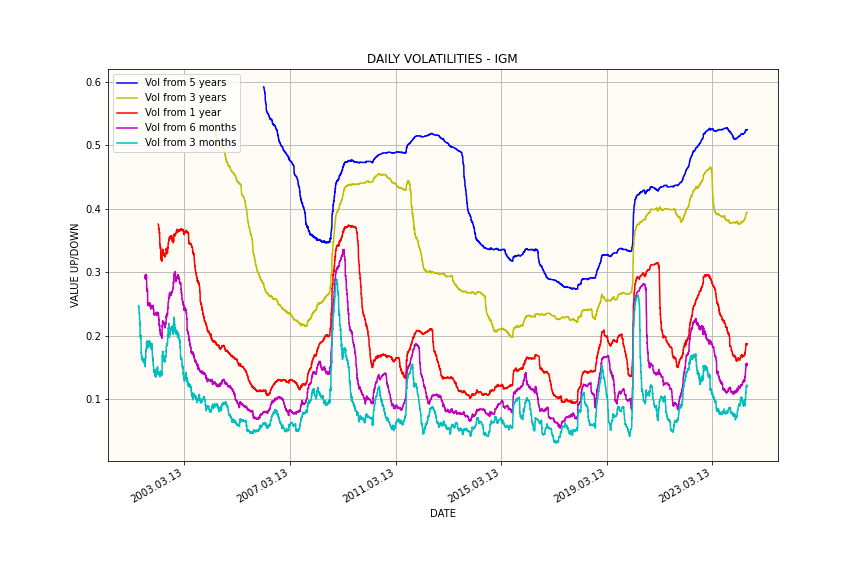 DAILY VOLATILITIES - IGM
Vol from 5 years
Vol from 3 years
Vol from 1 year
Vol from 6 months
Vol from 3 months
0.6
0.5
0.4
0.3
0.2
0.1
VALUE UP/DOWN
2003.03.13
2007.03.13
2011.03.13
2015.03.13
2019.03.13
2023.03.13
DATE